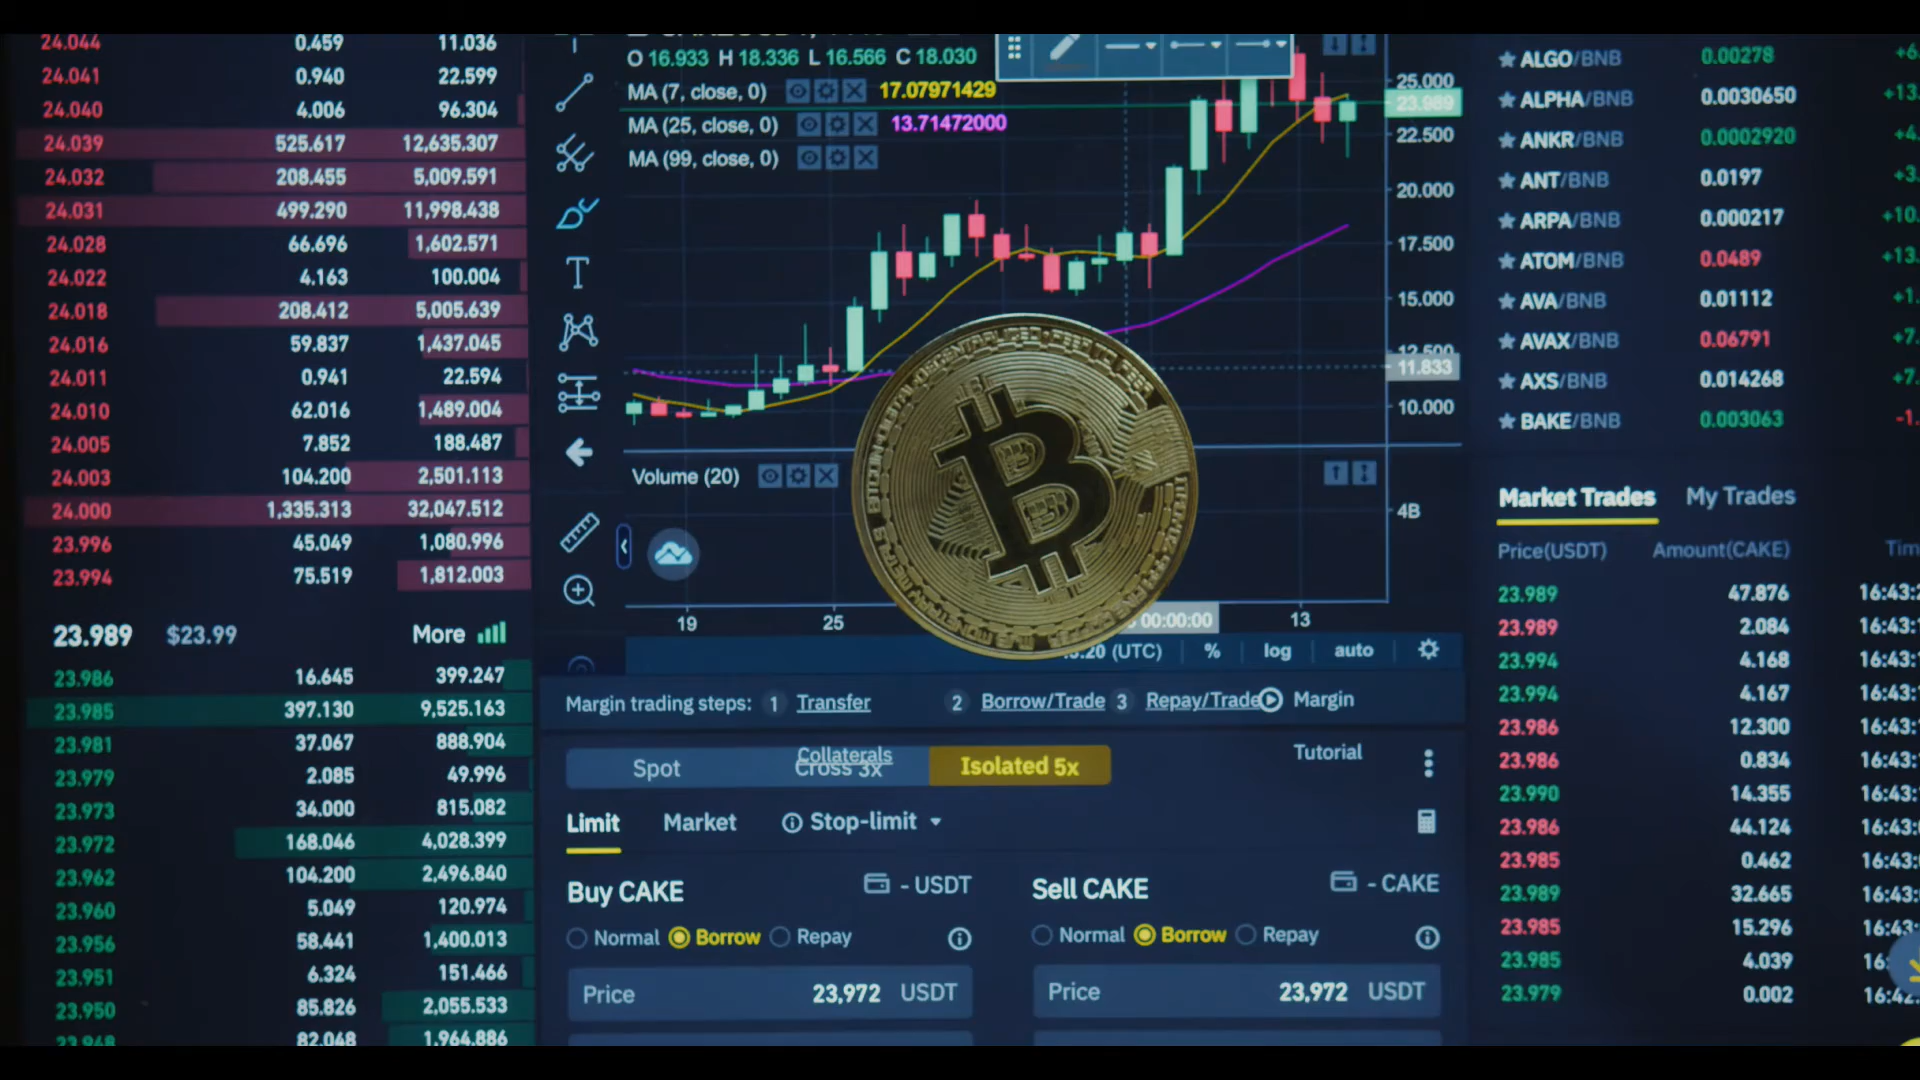 24.044 0.459 11.036
24.041 0.940 22.599
24.040 4.006 96.304
24.039 525.617 12,635.307
24.032 208.455 5,009.591
24.031 499.290 11,998.438
24.028 66.696 1,602.571
24.022 4.163 100.004
24.018 208.412 5,005.639
24.016 59.837 1,437.045
24.011 0.941 22.594
24.010 62.016 1,489.004
24.005 7.852 188.487
24.003 104.200 2,501.113
24.000 1,335.313 32,047.512
23.996 45.049 1,080.996
23.994 75.519 1,812.003
23.989 $23.99 More
23.986 16.645 399.247
23.985 397.130 9,525.163
23.981 37.067 888.904
23.979 2.085 49.996
23.973 34.000 815.082
23.972 168.046 4,028.399
23.962 104.200 2,496.840
23.960 5.049 120.974
23.956 58.441 1,400.013
23.951 6.324 151.466
23.950 85.826 2,055.533
23.948 82.048 1,964.886
O 16.933 H 18.336 L 16.566 C 18.030
MA (7, close, 0) 17.07971429
MA (25, close, 0) 13.71472000
MA (99, close, 0)
25.000
23.989
22.500
20.000
17.500
15.000
12.500
11.833
10.000
Volume (20)
4B
19 25 00:00:00 13
(UTC) % log auto
Margin trading steps: 1 Transfer 2 Borrow/Trade 3 Repay/Trade Margin
Collaterals Tutorial
Spot Cross 3x Isolated 5x
Limit Market Stop-limit
Buy CAKE - USDT
Normal Borrow Repay
Price 23,972 USDT
Sell CAKE - CAKE
Normal Borrow Repay
Price 23,972 USDT
ALGO/BNB 0.00278
ALPHA/BNB 0.0030650
ANKR/BNB 0.0002920
ANT/BNB 0.0197
ARPA/BNB 0.000217
ATOM/BNB 0.0489
AVA/BNB 0.01112
AVAX/BNB 0.06791
AXS/BNB 0.014268
BAKE/BNB 0.003063
Market Trades My Trades
Price(USDT) Amount(CAKE)
23.989 47.876
23.989 2.084
23.994 4.168
23.994 4.167
23.986 12.300
23.986 0.834
23.990 14.355
23.986 44.124
23.985 0.462
23.989 32.665
23.985 15.296
23.985 4.039
23.979 0.002